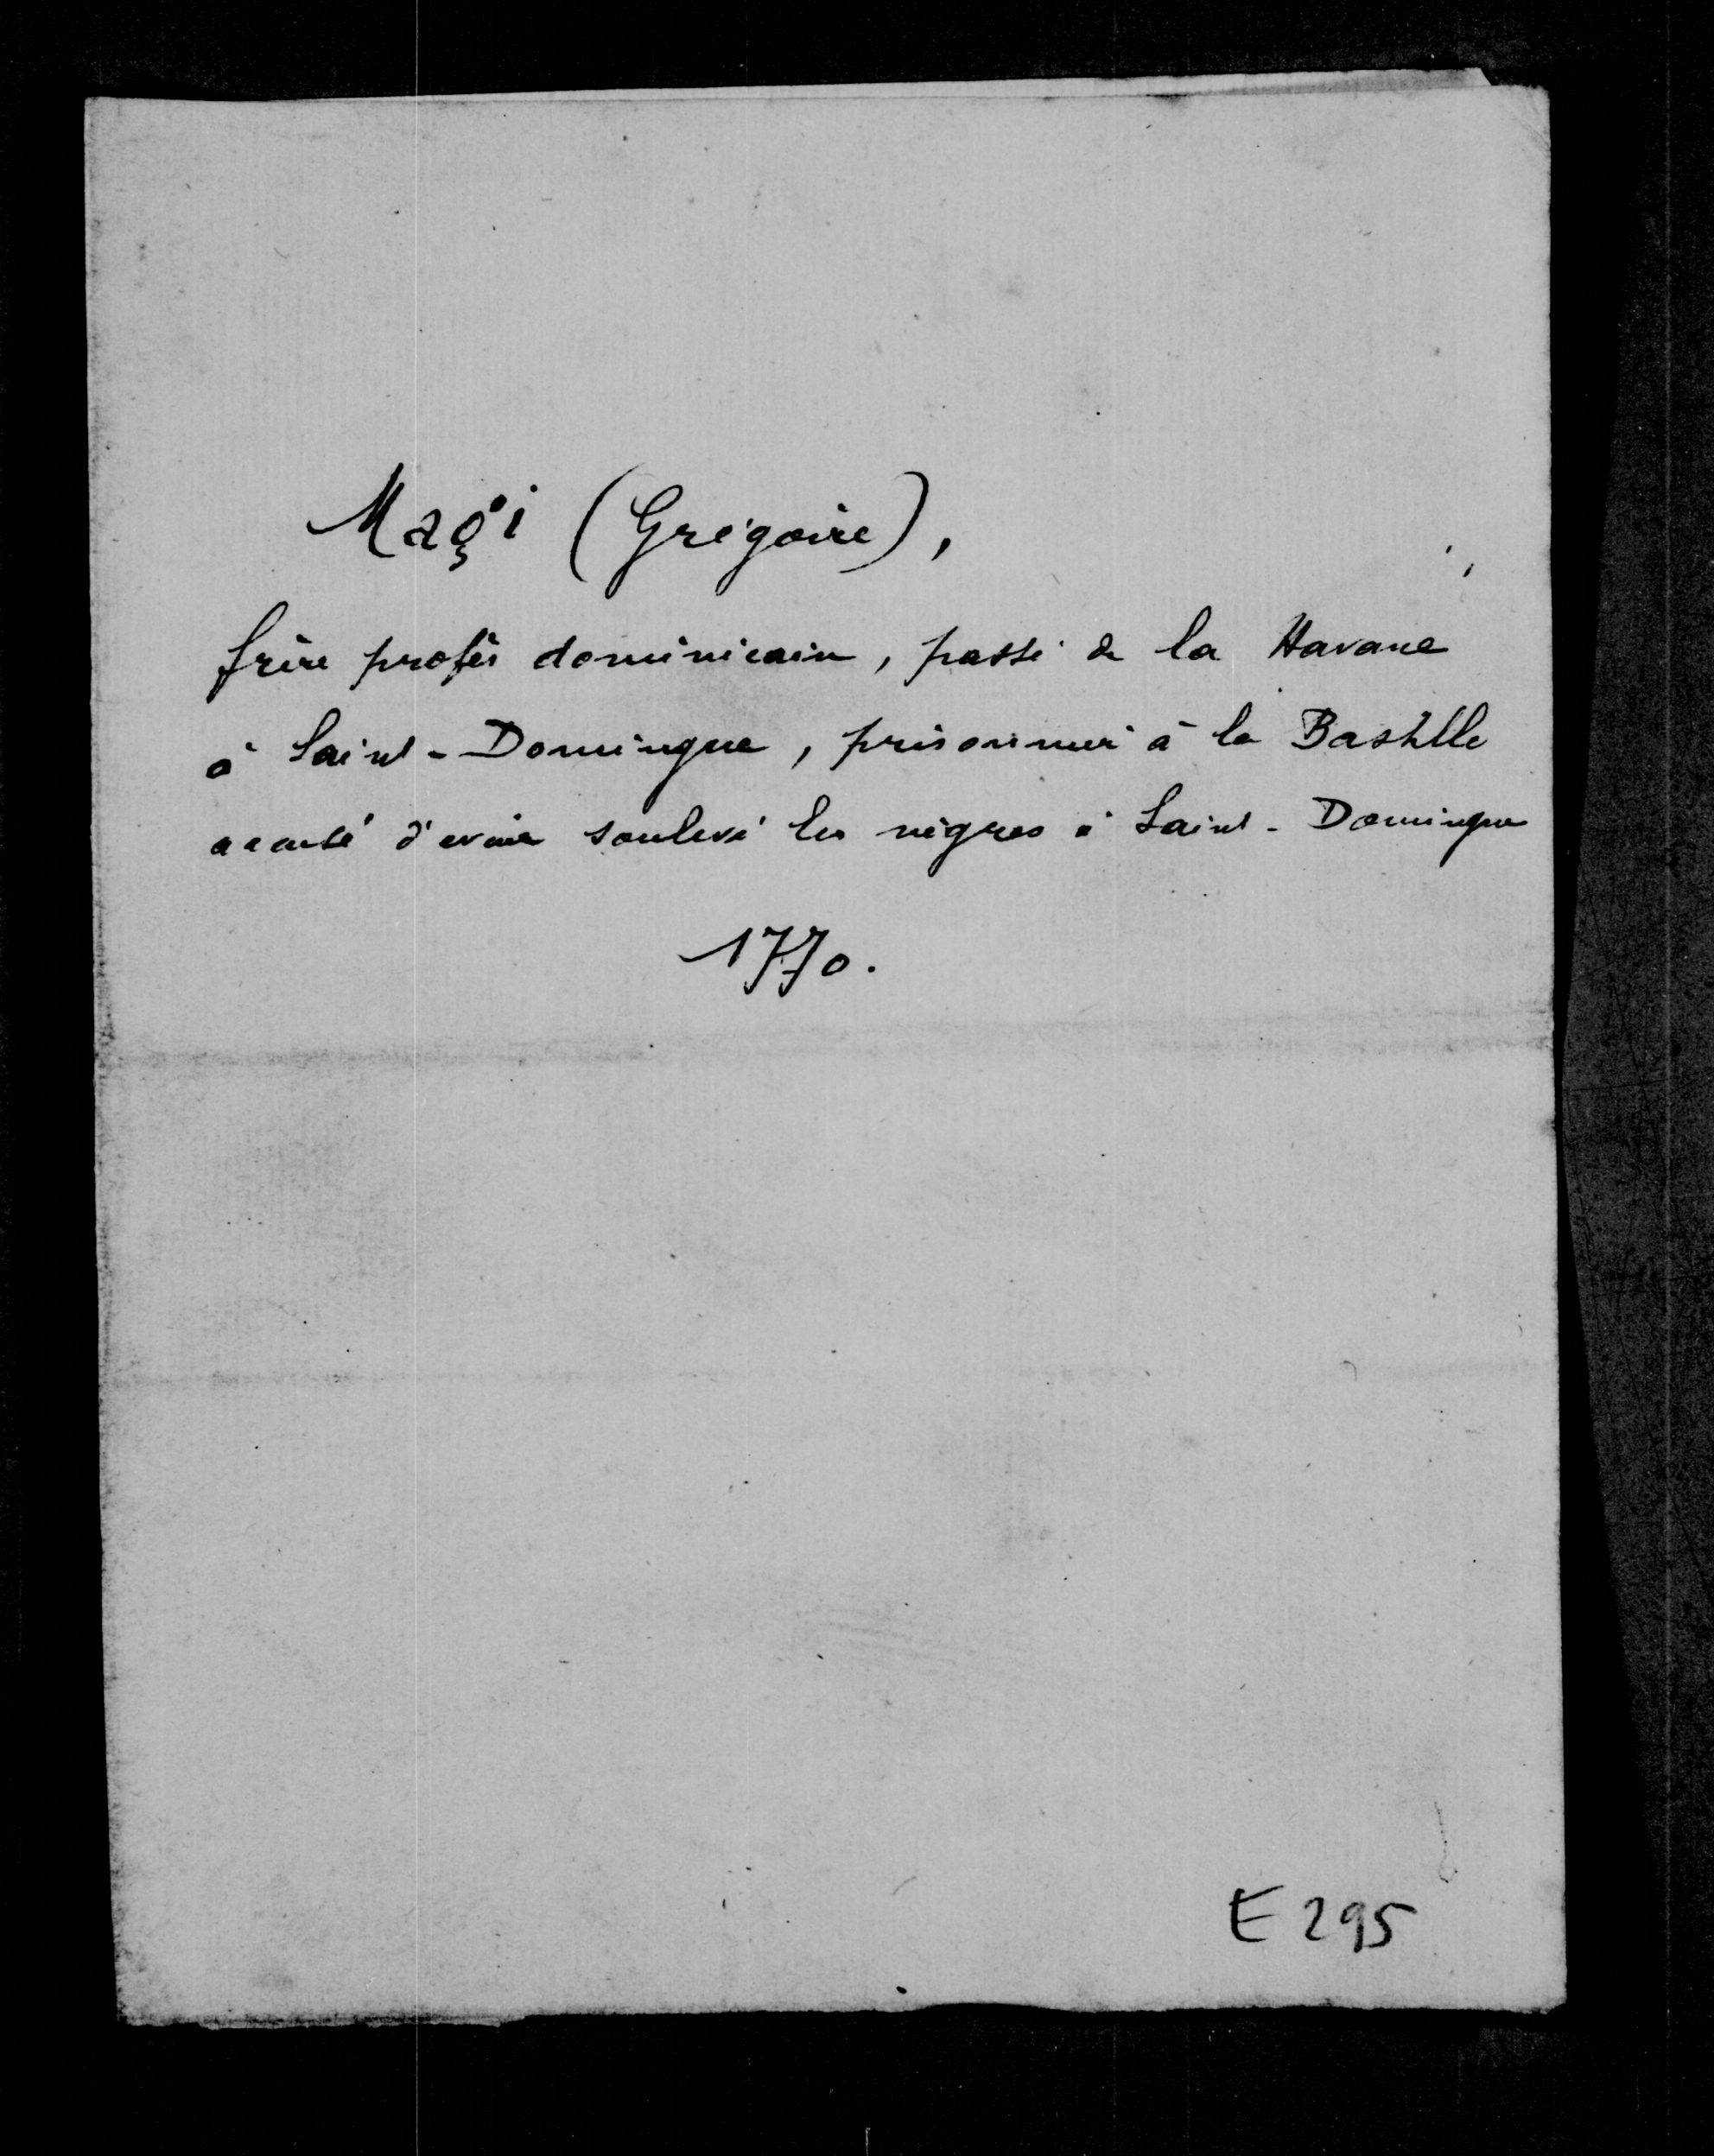 Magi (Grégoire),
frère profès dominicain, passé de la Havane
à Saint-Domingue, prisonnier à la Bastille
accusé d'avoir soulevé les nègres à Saint-Domingue
1770.
E 295